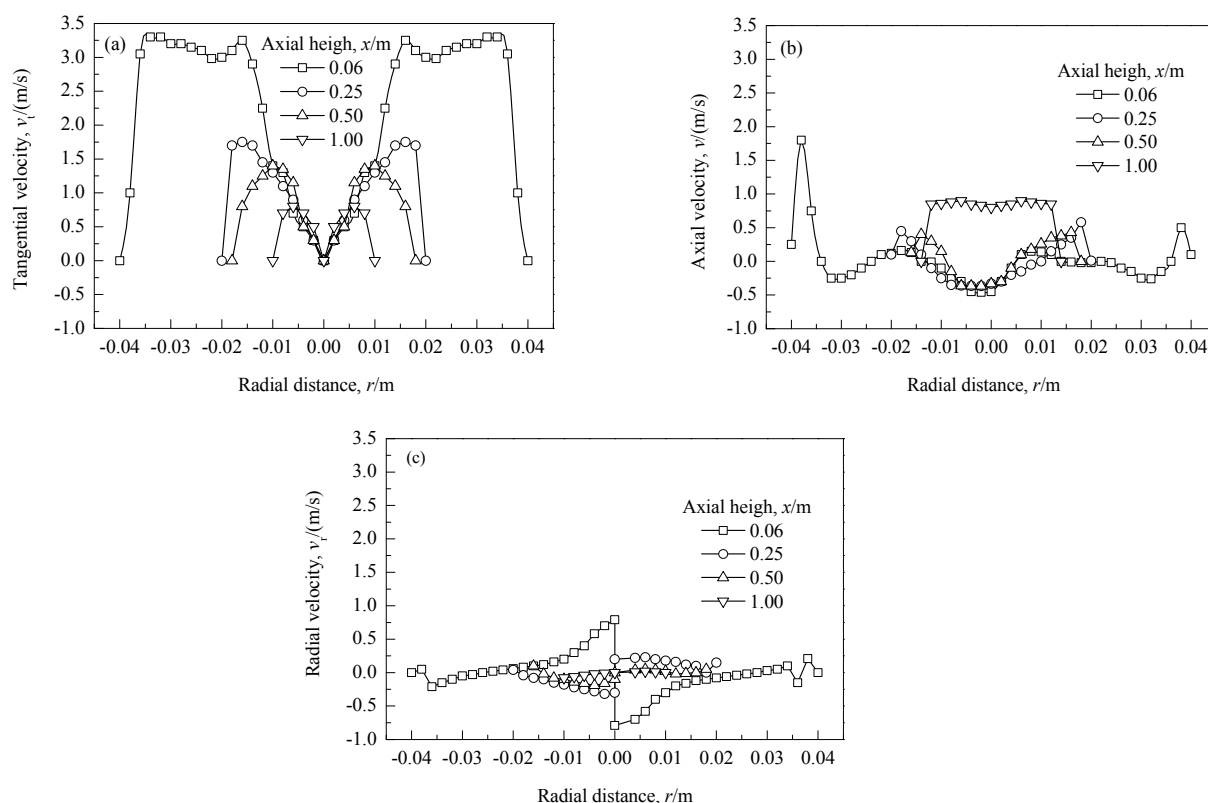 (a)
Axial heigh, x/m
0.06
0.25
0.50
1.00
3.5
3.0
2.5
2.0
1.5
1.0
0.5
0.0
-0.5
-1.0
Tangential velocity, vt/(m/s)
-0.04 -0.03 -0.02 -0.01 0.00 0.01 0.02 0.03 0.04
Radial distance, r/m
(b)
Axial heigh, x/m
0.06
0.25
0.50
1.00
3.5
3.0
2.5
2.0
1.5
1.0
0.5
0.0
-0.5
-1.0
Axial velocity, v/(m/s)
-0.04 -0.03 -0.02 -0.01 0.00 0.01 0.02 0.03 0.04
Radial distance, r/m
(c)
Axial heigh, x/m
0.06
0.25
0.50
1.00
3.5
3.0
2.5
2.0
1.5
1.0
0.5
0.0
-0.5
-1.0
Radial velocity, vr/(m/s)
-0.04 -0.03 -0.02 -0.01 0.00 0.01 0.02 0.03 0.04
Radial distance, r/m